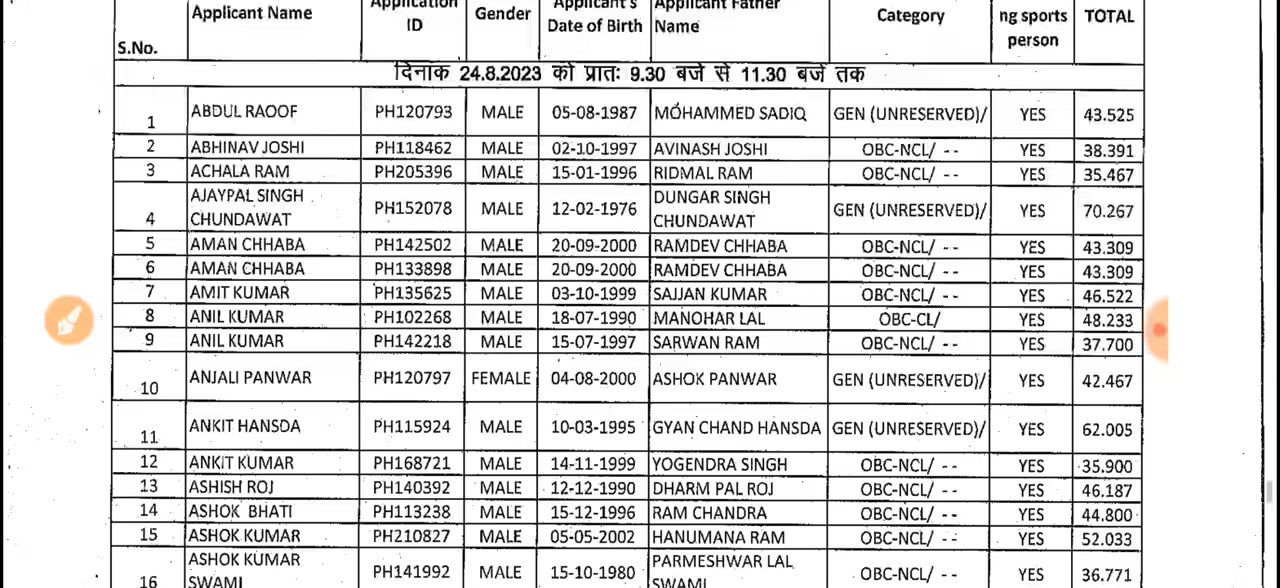 Applicant Name Application ID Gender Applicant's Date of Birth Applicant Father Name Category ng sports person TOTAL
S.No.
दिनाक 24.8.2023 को प्रातः 9.30 बजे से 11.30 बजे तक
1 ABDUL RAOOF PH120793 MALE 05-08-1987 MOHAMMED SADIQ GEN (UNRESERVED)/ YES 43.525
2 ABHINAV JOSHI PH118462 MALE 02-10-1997 AVINASH JOSHI OBC-NCL/ -- YES 38.391
3 ACHALA RAM PH205396 MALE 15-01-1996 RIDMAL RAM OBC-NCL/ -- YES 35.467
4 AJAYPAL SINGH CHUNDAWAT PH152078 MALE 12-02-1976 DUNGAR SINGH CHUNDAWAT GEN (UNRESERVED)/ YES 70.267
5 AMAN CHHABA PH142502 MALE 20-09-2000 RAMDEV CHHABA OBC-NCL/ -- YES 43.309
6 AMAN CHHABA PH133898 MALE 20-09-2000 RAMDEV CHHABA OBC-NCL/ -- YES 43.309
7 AMIT KUMAR PH135625 MALE 03-10-1999 SAJJAN KUMAR OBC-NCL/ -- YES 46.522
8 ANIL KUMAR PH102268 MALE 18-07-1990 MANOHAR LAL OBC-CL/ YES 48.233
9 ANIL KUMAR PH142218 MALE 15-07-1997 SARWAN RAM OBC-NCL/ -- YES 37.700
10 ANJALI PANWAR PH120797 FEMALE 04-08-2000 ASHOK PANWAR GEN (UNRESERVED)/ YES 42.467
11 ANKIT HANSDA PH115924 MALE 10-03-1995 GYAN CHAND HANSDA GEN (UNRESERVED)/ YES 62.005
12 ANKIT KUMAR PH168721 MALE 14-11-1999 YOGENDRA SINGH OBC-NCL/ -- YES 35.900
13 ASHISH ROJ PH140392 MALE 12-12-1990 DHARM PAL ROJ OBC-NCL/ -- YES 46.187
14 ASHOK BHATI PH113238 MALE 15-12-1996 RAM CHANDRA OBC-NCL/ -- YES 44.800
15 ASHOK KUMAR PH210827 MALE 05-05-2002 HANUMANA RAM OBC-NCL/ -- YES 52.033
16 ASHOK KUMAR SWAMI PH141992 MALE 15-10-1980 PARMESHWAR LAL SWAMI OBC-NCL/ -- YES 36.771